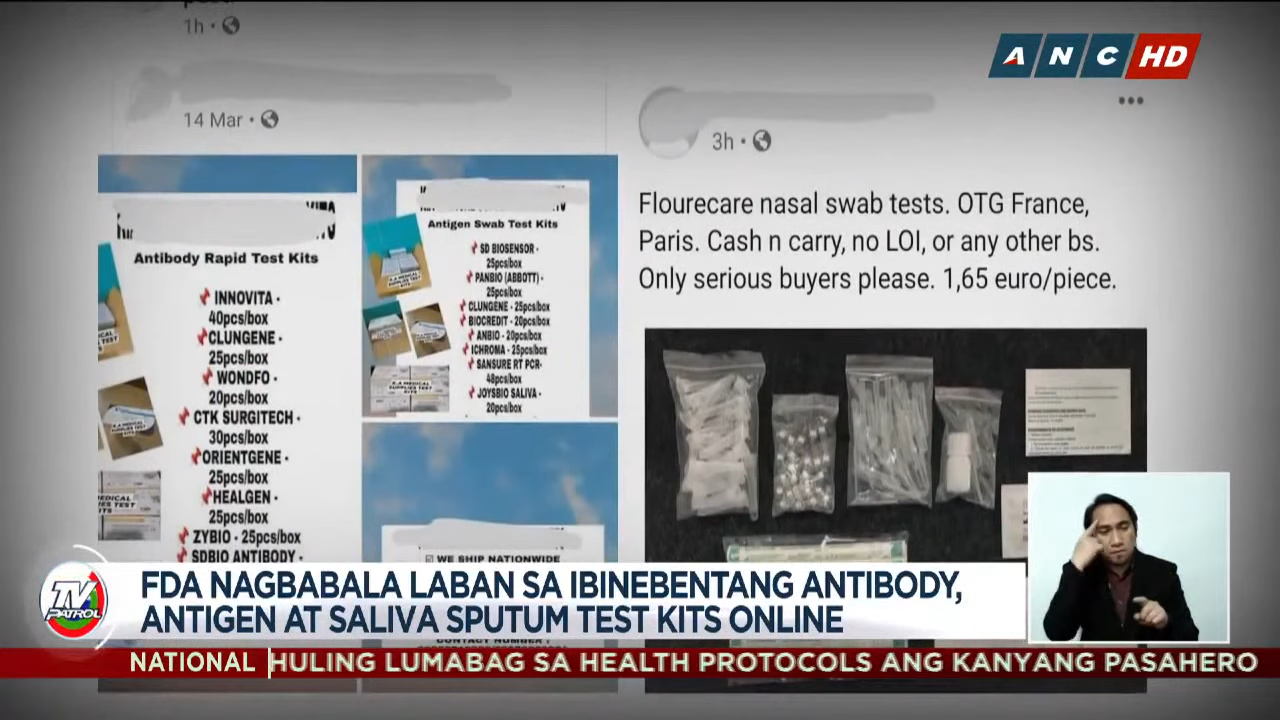 1h •
ANC HD
14 Mar •
3h •
Flourecare nasal swab tests. OTG France,
Paris. Cash n carry, no LOI, or any other bs.
Only serious buyers please. 1,65 euro/piece.
Antibody Rapid Test Kits
INNOVITA -
40pcs/box
CLUNGENE -
25pcs/box
WONDFO -
20pcs/box
CTK SURGITECH -
30pcs/box
ORIENTGENE -
25pcs/box
HEALGEN -
25pcs/box
ZYBIO - 25pcs/box
SDBIO ANTIBODY -
Antigen Swab Test Kits
SD BIOSENSOR -
25pcs/box
PANBIO (ABBOTT) -
25pcs/box
CLUNGENE - 25pcs/box
BIOCREDIT - 20pcs/box
ANBIO - 20pcs/box
ICHROMA - 25pcs/box
SANSURE RT PCR-
48pcs/box
JOYSBIO SALIVA -
20pcs/box
WE SHIP NATIONWIDE
TV PATROL
FDA NAGBABALA LABAN SA IBINEBENTANG ANTIBODY,
ANTIGEN AT SALIVA SPUTUM TEST KITS ONLINE
CONTACT NUMBER :
NATIONAL HULING LUMABAG SA HEALTH PROTOCOLS ANG KANYANG PASAHERO